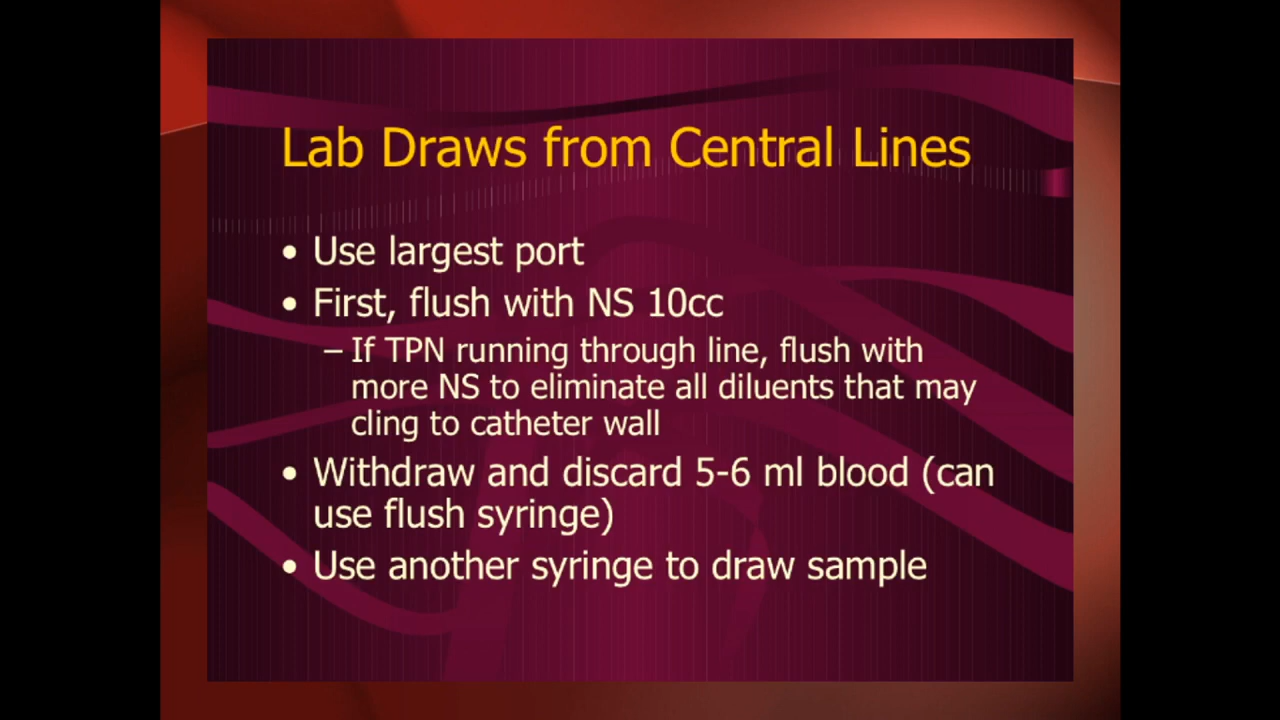 Lab Draws from Central Lines
• Use largest port
• First, flush with NS 10cc
– If TPN running through line, flush with
more NS to eliminate all diluents that may
cling to catheter wall
• Withdraw and discard 5-6 ml blood (can
use flush syringe)
• Use another syringe to draw sample